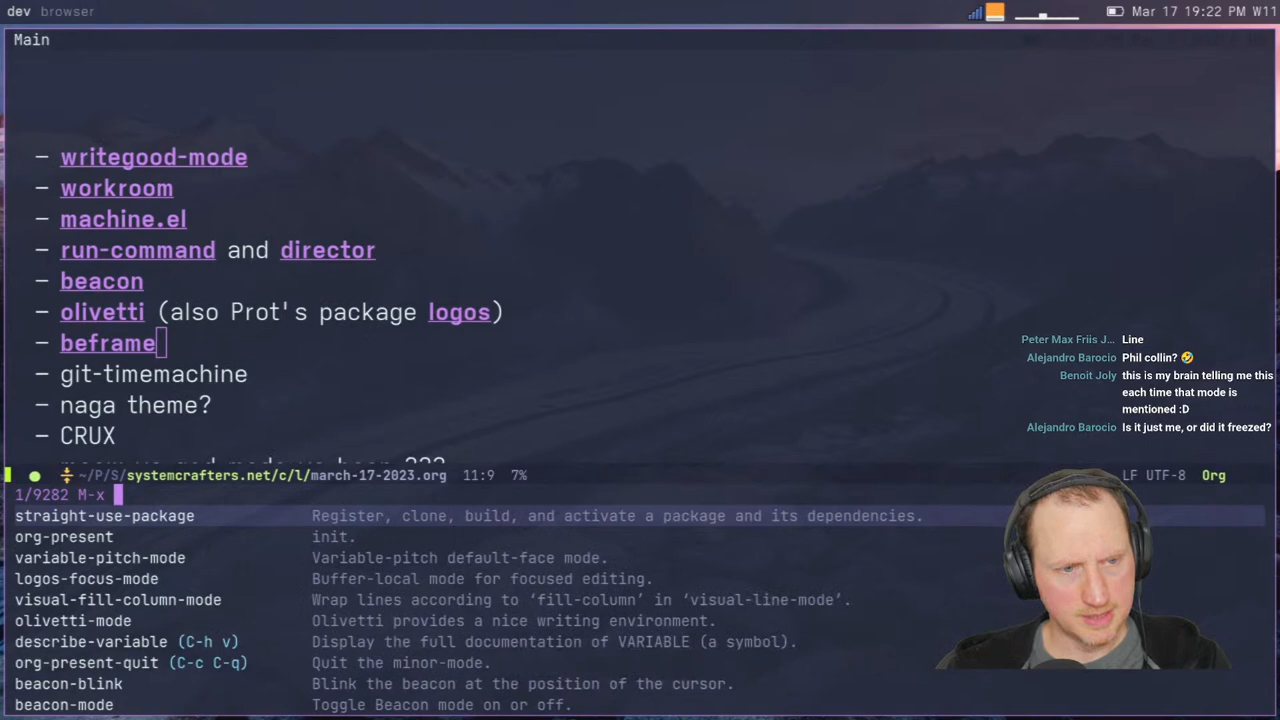 dev browser
Mar 17 19:22 PM W11
Main
- writegood-mode
- workroom
- machine.el
- run-command and director
- beacon
- olivetti (also Prot's package logos)
- beframe
- git-timemachine
- naga theme?
- CRUX
Peter Max Friis J... Line
Alejandro Barocio Phil collin? 🤣
Benoit Joly this is my brain telling me this
each time that mode is
mentioned :D
Alejandro Barocio Is it just me, or did it freezed?
~/P/S/systemcrafters.net/c/l/march-17-2023.org 11:9 7% LF UTF-8 Org
1/9282 M-x
straight-use-package Register, clone, build, and activate a package and its dependencies.
org-present init.
variable-pitch-mode Variable-pitch default-face mode.
logos-focus-mode Buffer-local mode for focused editing.
visual-fill-column-mode Wrap lines according to ‘fill-column’ in ‘visual-line-mode’.
olivetti-mode Olivetti provides a nice writing environment.
describe-variable (C-h v) Display the full documentation of VARIABLE (a symbol).
org-present-quit (C-c C-q) Quit the minor-mode.
beacon-blink Blink the beacon at the position of the cursor.
beacon-mode Toggle Beacon mode on or off.